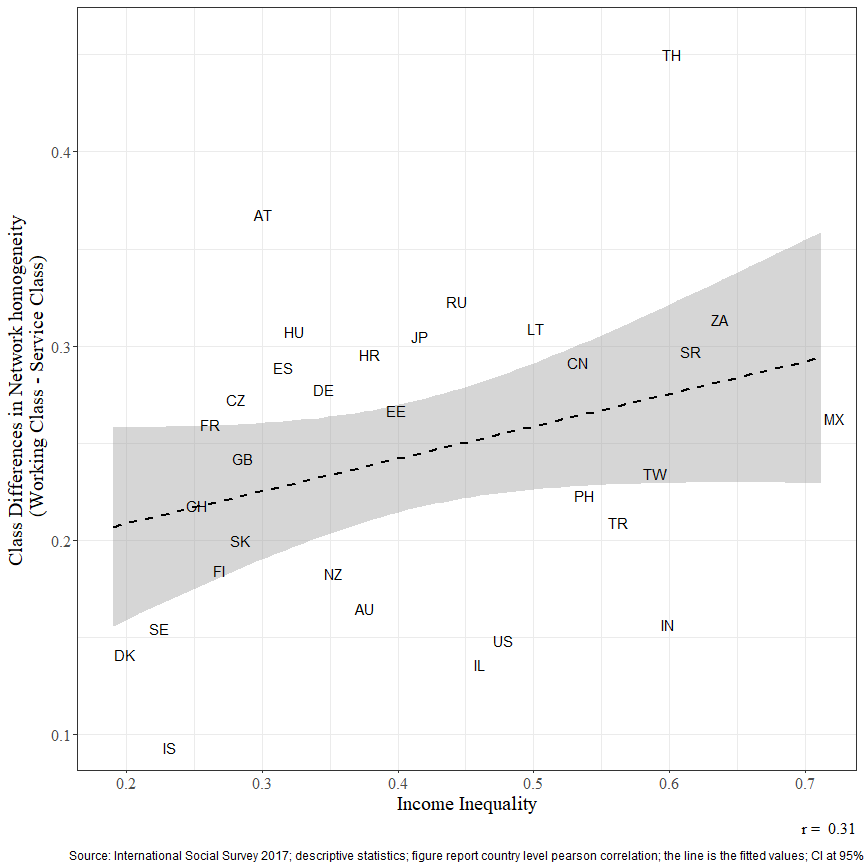 TH
0.4
AT
RU
HU
JP
LT
ZA
0.3
HR
SR
ES
CN
DE
CZ
EE
MX
FR
GB
TW
PH
CH
TR
SK
0.2
FI
NZ
AU
SE
IN
US
DK
IL
IS
0.1
Class Differences in Network homogeneity
(Working Class - Service Class)
0.2 0.3 0.4 0.5 0.6 0.7
Income Inequality
r = 0.31
Source: International Social Survey 2017; descriptive statistics; figure report country level pearson correlation; the line is the fitted values; CI at 95%